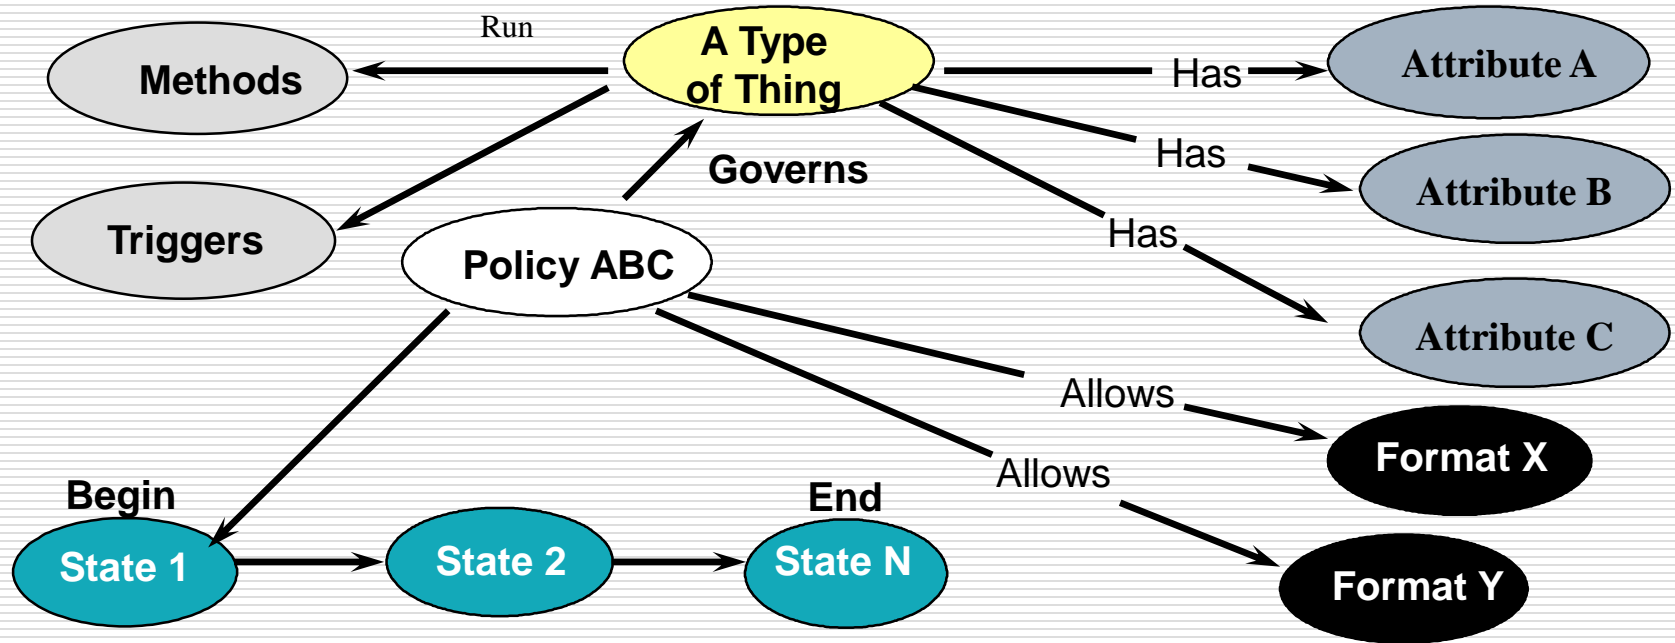 Run
A Type
of Thing
Methods
Has
Attribute A
Has
Governs
Attribute B
Triggers
Has
Policy ABC
Attribute C
Allows
Format X
Allows
Begin
End
State 1
State 2
State N
Format Y